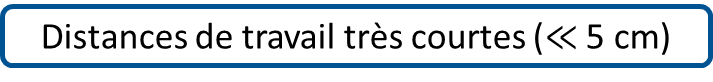 Distances de travail très courtes (≪ 5 cm)